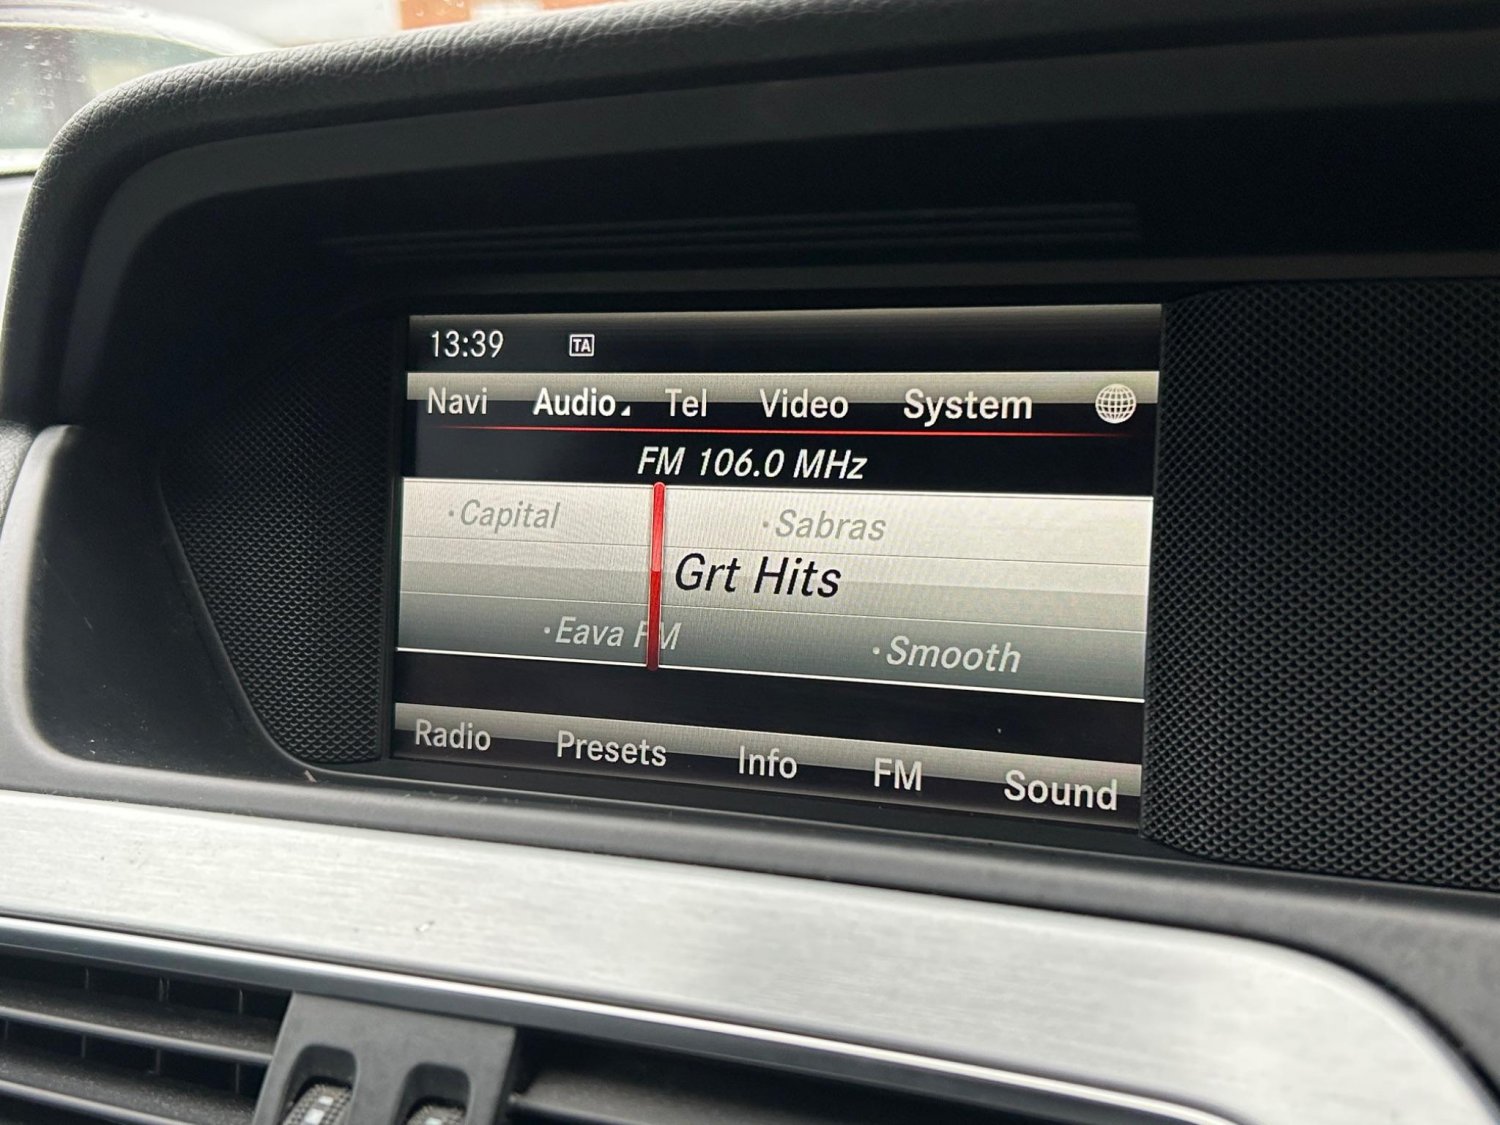 13:39 TA
Navi Audio Tel Video System
FM 106.0 MHz
·Capital ·Sabras
Grt Hits
·Eava FM ·Smooth
Radio Presets Info FM Sound